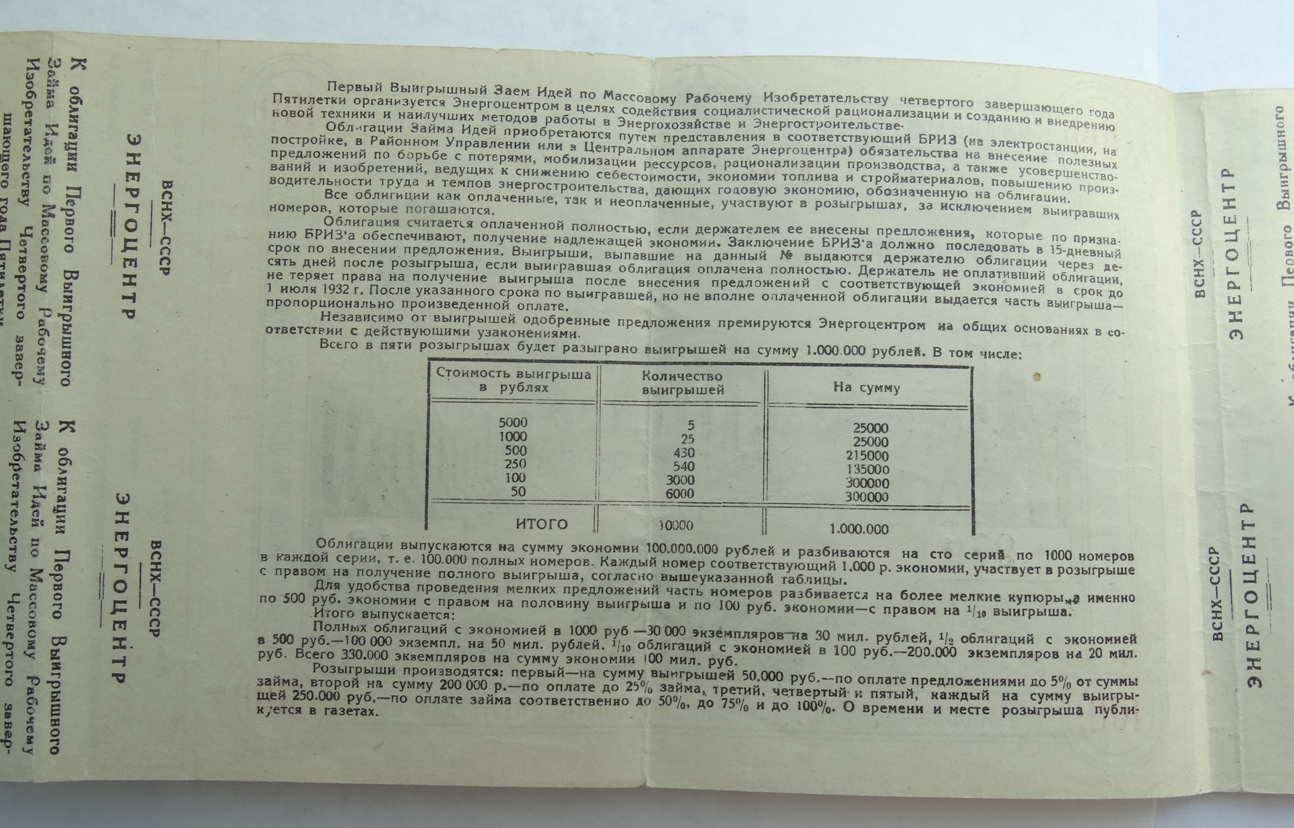 Первый Выигрышный Заем Идей по Массовому Рабочему Изобретательству четвертого завершающего года
Пятилетки организуется Энергоцентром в целях содействия социалистической рационализации и созданию и внедрению
новой техники и наилучших методов работы в Энергохозяйстве и Энергостроительстве·
Облигации Займа Идей приобретаются путем представления в соответствующий БРИЗ (на электростанции, на
постройке, в Районном Управлении или в Центральном аппарате Энергоцентра) обязательства на внесение полезных
предложений по борьбе с потерями, мобилизации рессурсов, рационализации производства, а также усовершенство-
ваний и изобретений, ведущих к снижению себестоимости, экономии топлива и стройматериалов, повышению произ-
водительности труда и темпов энергостроительства, дающих годовую экономию, обозначенную на облигации.
Все облигиции как оплаченные, так и неоплаченные, участвуют в розыгрышах, за исключением выигравших
номеров, которые погашаются.
Облигация считается оплаченной полностью, если держателем ее внесены предложения, которые по призна-
нию БРИЗ'а обеспечивают, получение надлежащей экономии. Заключение БРИЗ'а должно последовать в 15-дневный
срок по внесении предложения. Выигрыши, выпавшие на данный № выдаются держателю облигации через де-
сять дней после розыгрыша, если выигравшая облигация оплачена полностью. Держатель не оплативший облигации,
не теряет права на получение выигрыша после внесения предложений с соответствующей экономией в срок до
1 июля 1932 г. После указанного срока по выигравшей, но не вполне оплаченной облигации выдается часть выигрыша—
пропорционально произведенной оплате.
Независимо от выигрышей одобренные предложения премируются Энергоцентром на общих основаниях в со-
ответствии с действующими узаконениями.
Всего в пяти розыгрышах будет разыграно выигрышей на сумму 1.000.000 рублей. В том числе:
Стоимость выигрыша в рублях Количество выигрышей На сумму
5000 5 25000
1000 25 25000
500 430 215000
250 540 135000
100 3000 300000
50 6000 300000
ИТОГО 10000 1.000.000
Облигации выпускаются на сумму экономии 100.000.000 рублей и разбиваются на сто серий по 1000 номеров
в каждой серии, т. е. 100.000 полных номеров. Каждый номер соответствующий 1.000 р. экономии, участвует в розыгрыше
с правом на получение полного выигрыша, согласно вышеуказанной таблицы.
Для удобства проведения мелких предложений часть номеров разбивается на более мелкие купюры, а именно
по 500 руб. экономии с правом на половину выигрыша и по 100 руб. экономии—с правом на 1/10 выигрыша.
Итого выпускается:
Полных облигаций с экономией в 1000 руб —30 000 экземпляров на 30 мил. рублей, 1/2 облигаций с экономией
в 500 руб.—100 000 экземпл. на 50 мил. рублей. 1/10 облигаций с экономией в 100 руб.—200.000 экземпляров на 20 мил.
руб. Всего 330.000 экземпляров на сумму экономии 100 мил. руб.
Розыгрыши производятся: первый—на сумму выигрышей 50.000 руб.—по оплате предложениями до 5% от суммы
займа, второй на сумму 200 000 р.—по оплате до 25% займа, третий, четвертый и пятый, каждый на сумму выигры-
щей 250.000 руб.—по оплате займа соответственно до 50%, до 75% и до 100%. О времени и месте розыгрыша публи-
куется в газетах.
ВСНХ—СССР
ЭНЕРГОЦЕНТР
К облигации Первого Выигрышного
Займа Идей по Массовому Рабочему
Изобретательству Четвертого завер-
шающего года Пятилетки
ВСНХ—СССР
ЭНЕРГОЦЕНТР
К облигации Первого Выигрышного
Займа Идей по Массовому Рабочему
Изобретательству Четвертого завер-
ВСНХ—СССР
ЭНЕРГОЦЕНТР
облигации Первого Выигрышного
ВСНХ—СССР
ЭНЕРГОЦЕНТР